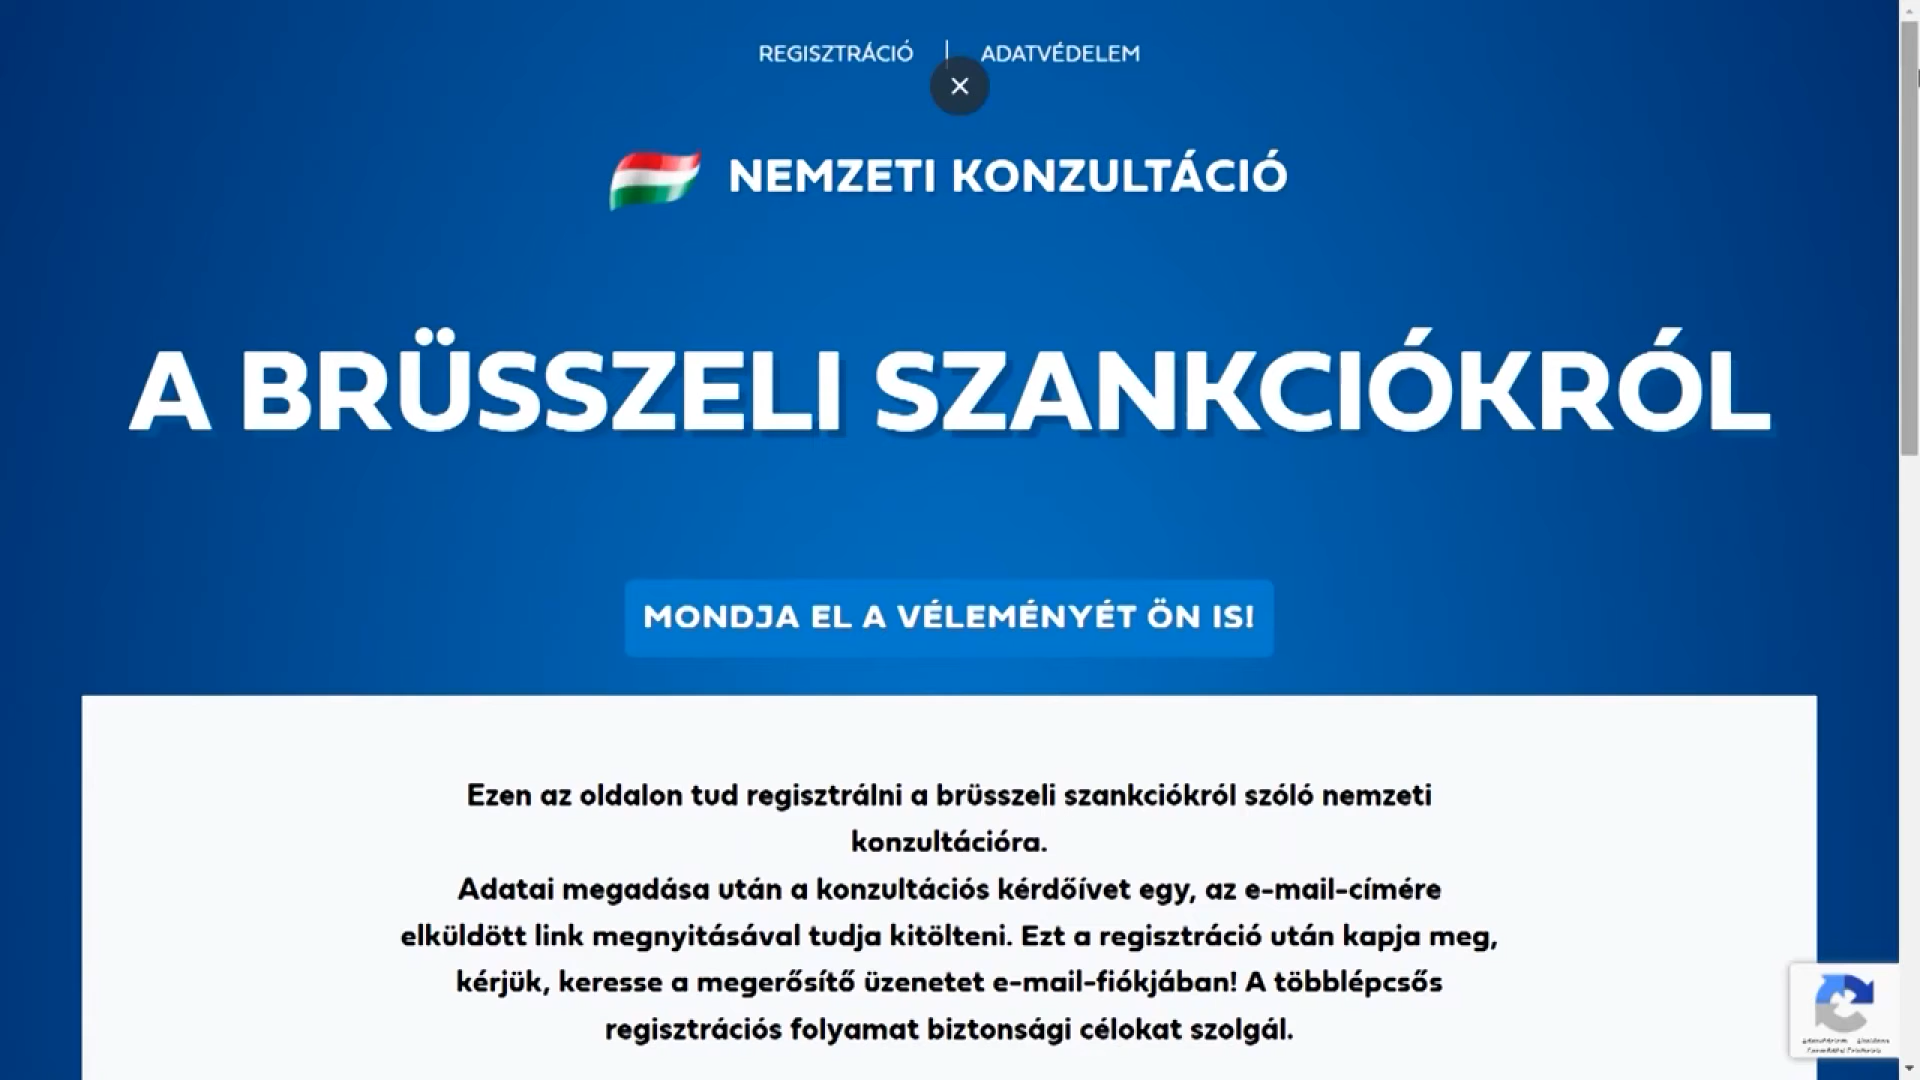 REGISZTRÁCIÓ | ADATVÉDELEM
NEMZETI KONZULTÁCIÓ
A BRÜSSZELI SZANKCIÓKRÓL
MONDJA EL A VÉLEMÉNYÉT ÖN IS!
Ezen az oldalon tud regisztrálni a brüsszeli szankciókról szóló nemzeti
konzultációra.
Adatai megadása után a konzultációs kérdőívet egy, az e-mail-címére
elküldött link megnyitásával tudja kitölteni. Ezt a regisztráció után kapja meg,
kérjük, keresse a megerősítő üzenetet e-mail-fiókjában! A többlépcsős
regisztrációs folyamat biztonsági célokat szolgál.